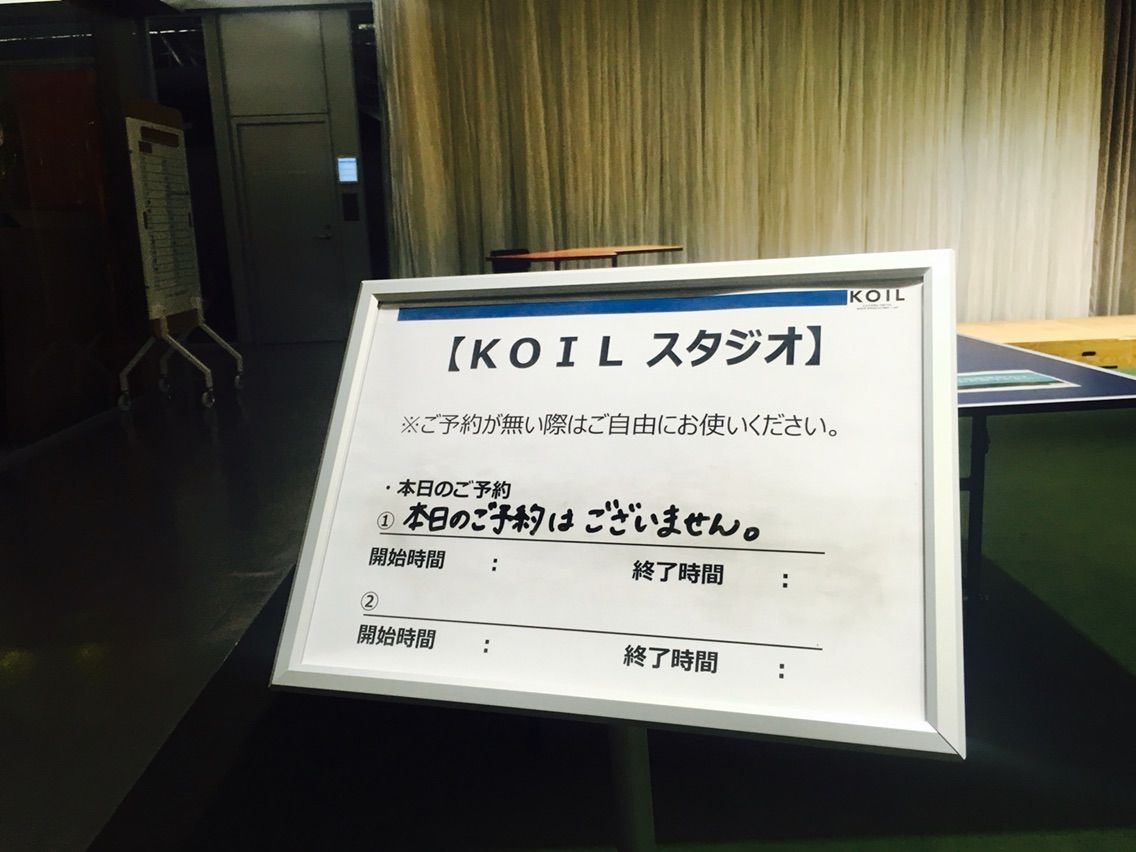 KOIL
【KOIL スタジオ】
※ご予約が無い際はご自由にお使いください。
・本日のご予約
① 本日のご予約は ございません。
開始時間 : 終了時間 :
②
開始時間 : 終了時間 :